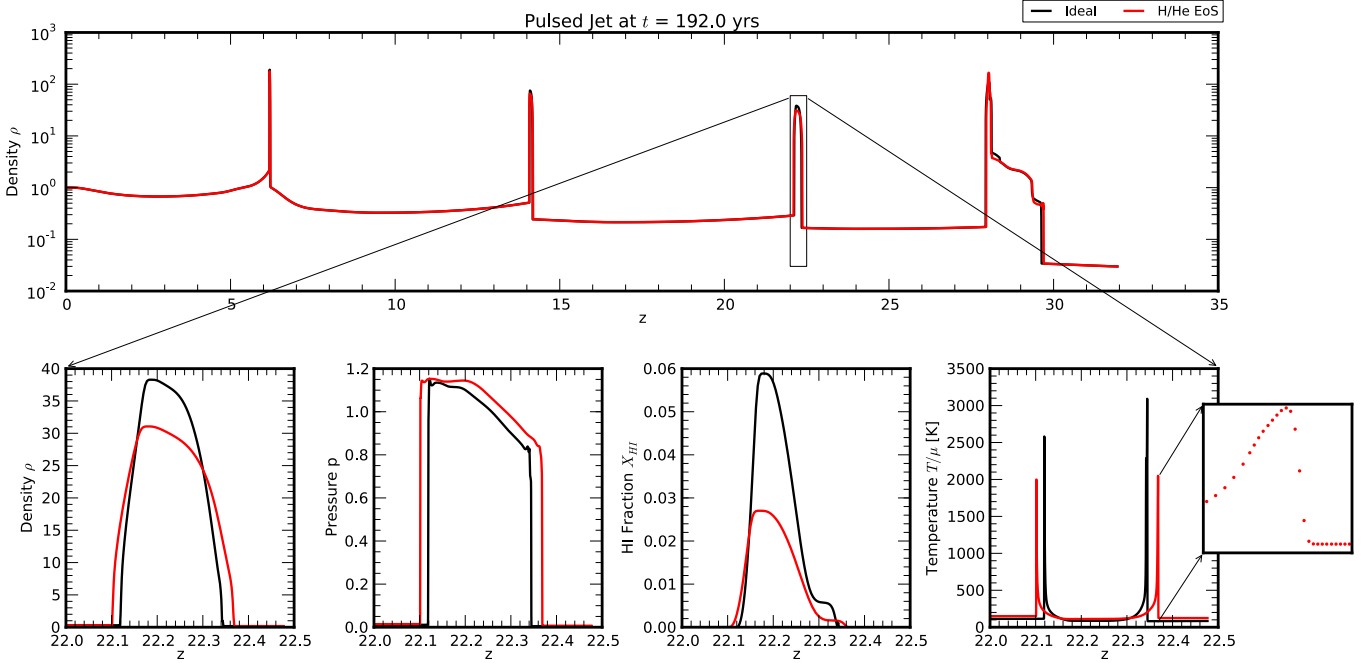 Pulsed Jet at t = 192.0 yrs
Ideal
H/He EoS
10³
10²
10¹
10⁰
10⁻¹
10⁻²
Density ρ
0 5 10 15 20 25 30 35
z
40
35
30
25
20
15
10
5
0
Density ρ
22.0 22.1 22.2 22.3 22.4 22.5
z
1.2
1.0
0.8
0.6
0.4
0.2
0.0
Pressure p
22.0 22.1 22.2 22.3 22.4 22.5
z
0.06
0.05
0.04
0.03
0.02
0.01
0.00
HI Fraction X_HI
22.0 22.1 22.2 22.3 22.4 22.5
z
3500
3000
2500
2000
1500
1000
500
0
Temperature T/μ [K]
22.0 22.1 22.2 22.3 22.4 22.5
z